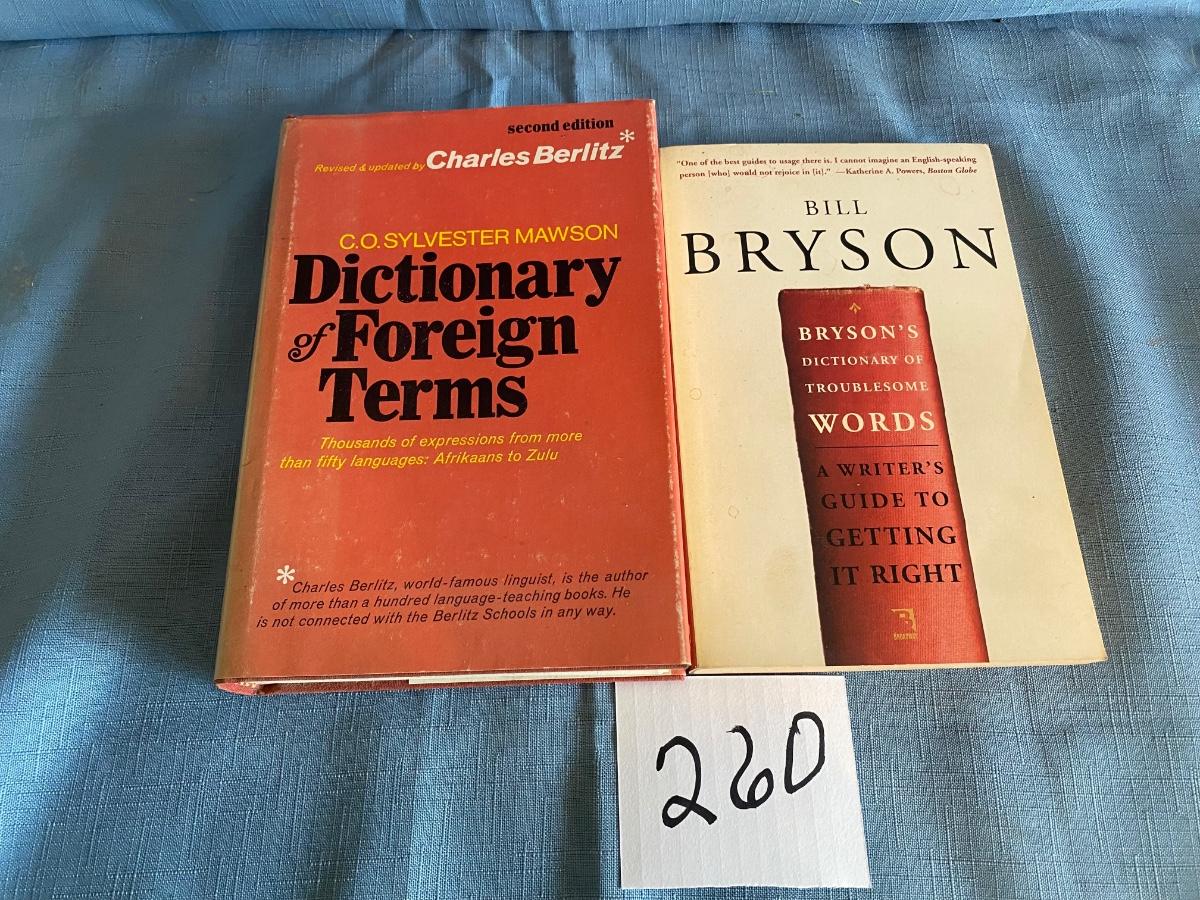 second edition
Revised & updated by Charles Berlitz*
C.O. SYLVESTER MAWSON
Dictionary
of Foreign
Terms
Thousands of expressions from more
than fifty languages: Afrikaans to Zulu
*Charles Berlitz, world-famous linguist, is the author
of more than a hundred language-teaching books. He
is not connected with the Berlitz Schools in any way.
"One of the best guides to usage there is. I cannot imagine an English-speaking
person [who] would not rejoice in [it]." —Katherine A. Powers, Boston Globe
BILL
BRYSON
BRYSON'S
DICTIONARY OF
TROUBLESOME
WORDS
A WRITER'S
GUIDE TO
GETTING
IT RIGHT
BROADWAY
260